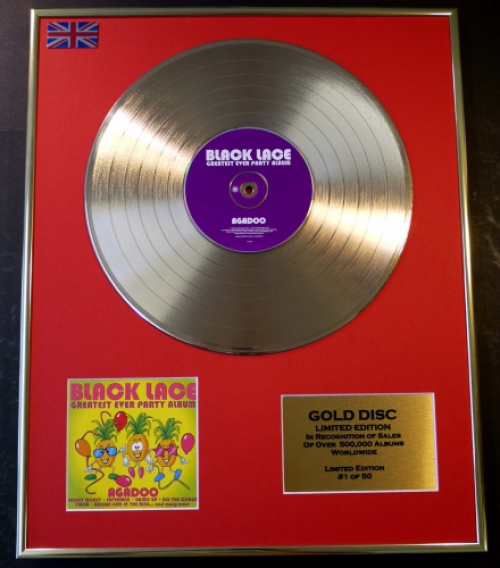 BLACK LACE
GREATEST EVER PARTY ALBUM
AGADOO
BLACK LACE
GREATEST EVER PARTY ALBUM
AGADOO
GOLD DISC
LIMITED EDITION
IN RECOGNITION OF SALES
OF OVER 500,000 ALBUMS
WORLDWIDE
LIMITED EDITION
#1 OF 50